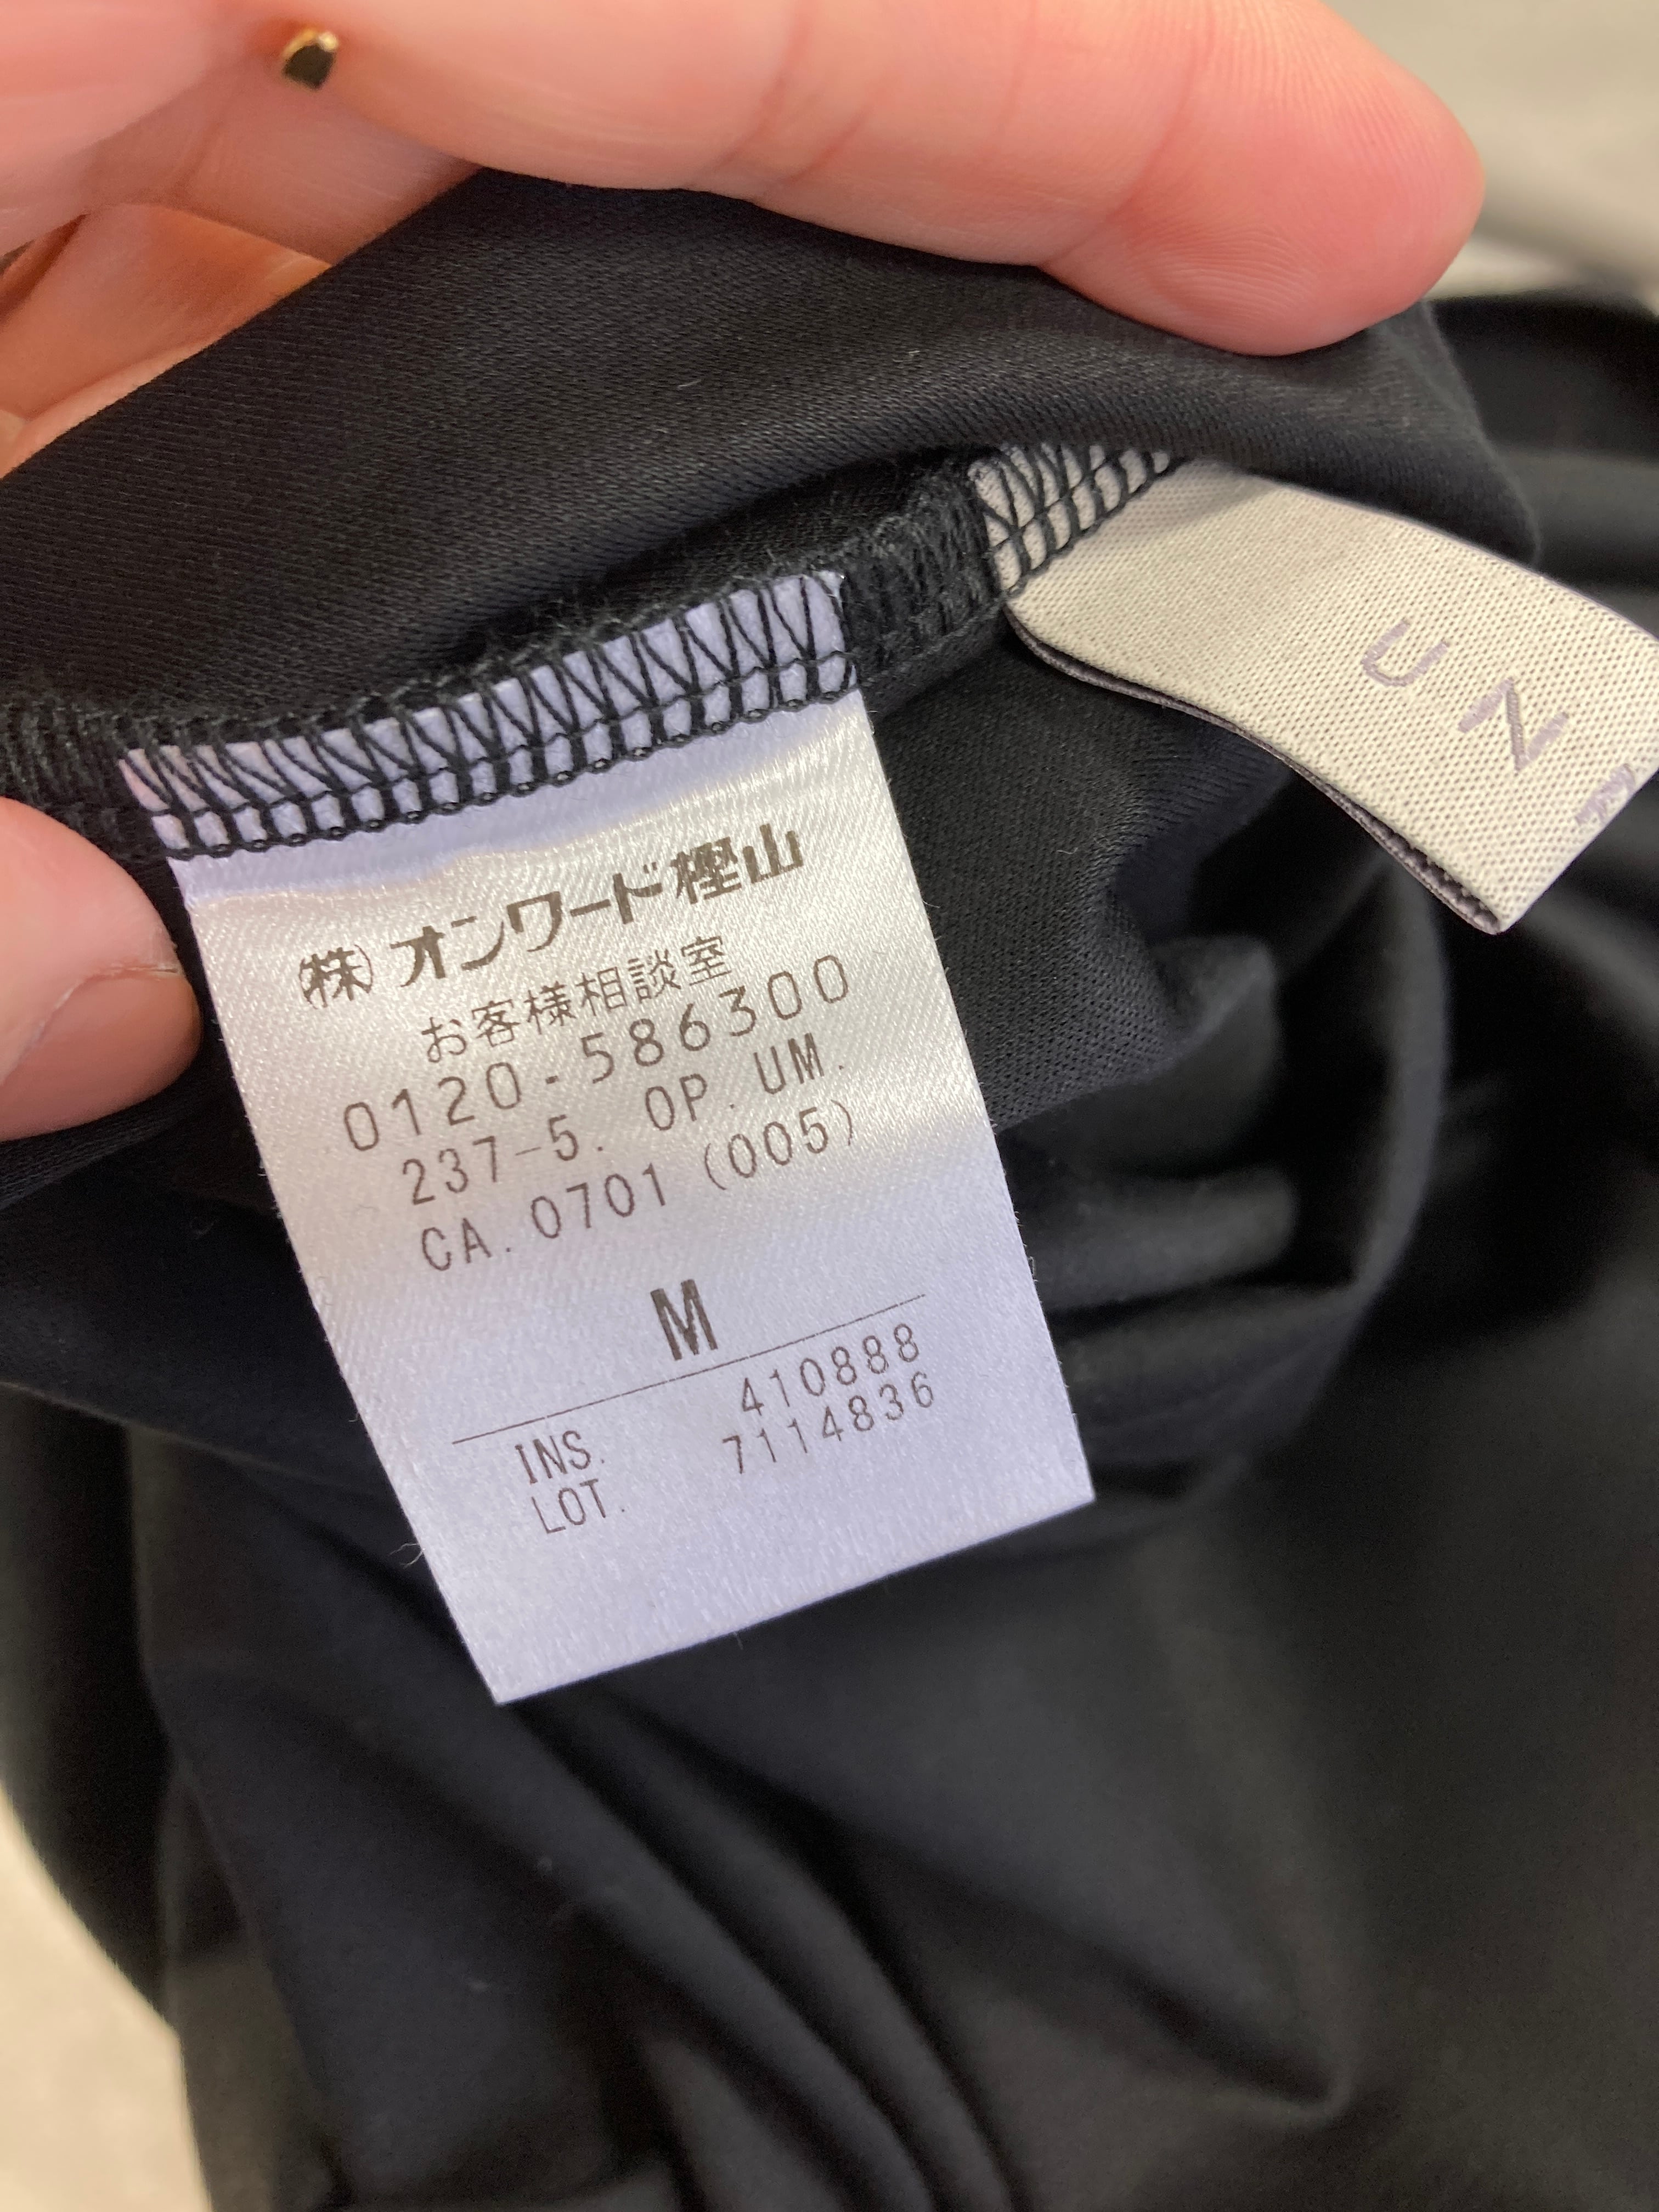 ㈱オンワード樫山
お客様相談室
0120-586300
237-5. OP. UM.
CA. 0701 (005)
M
INS. 410888
LOT. 7114836
UN